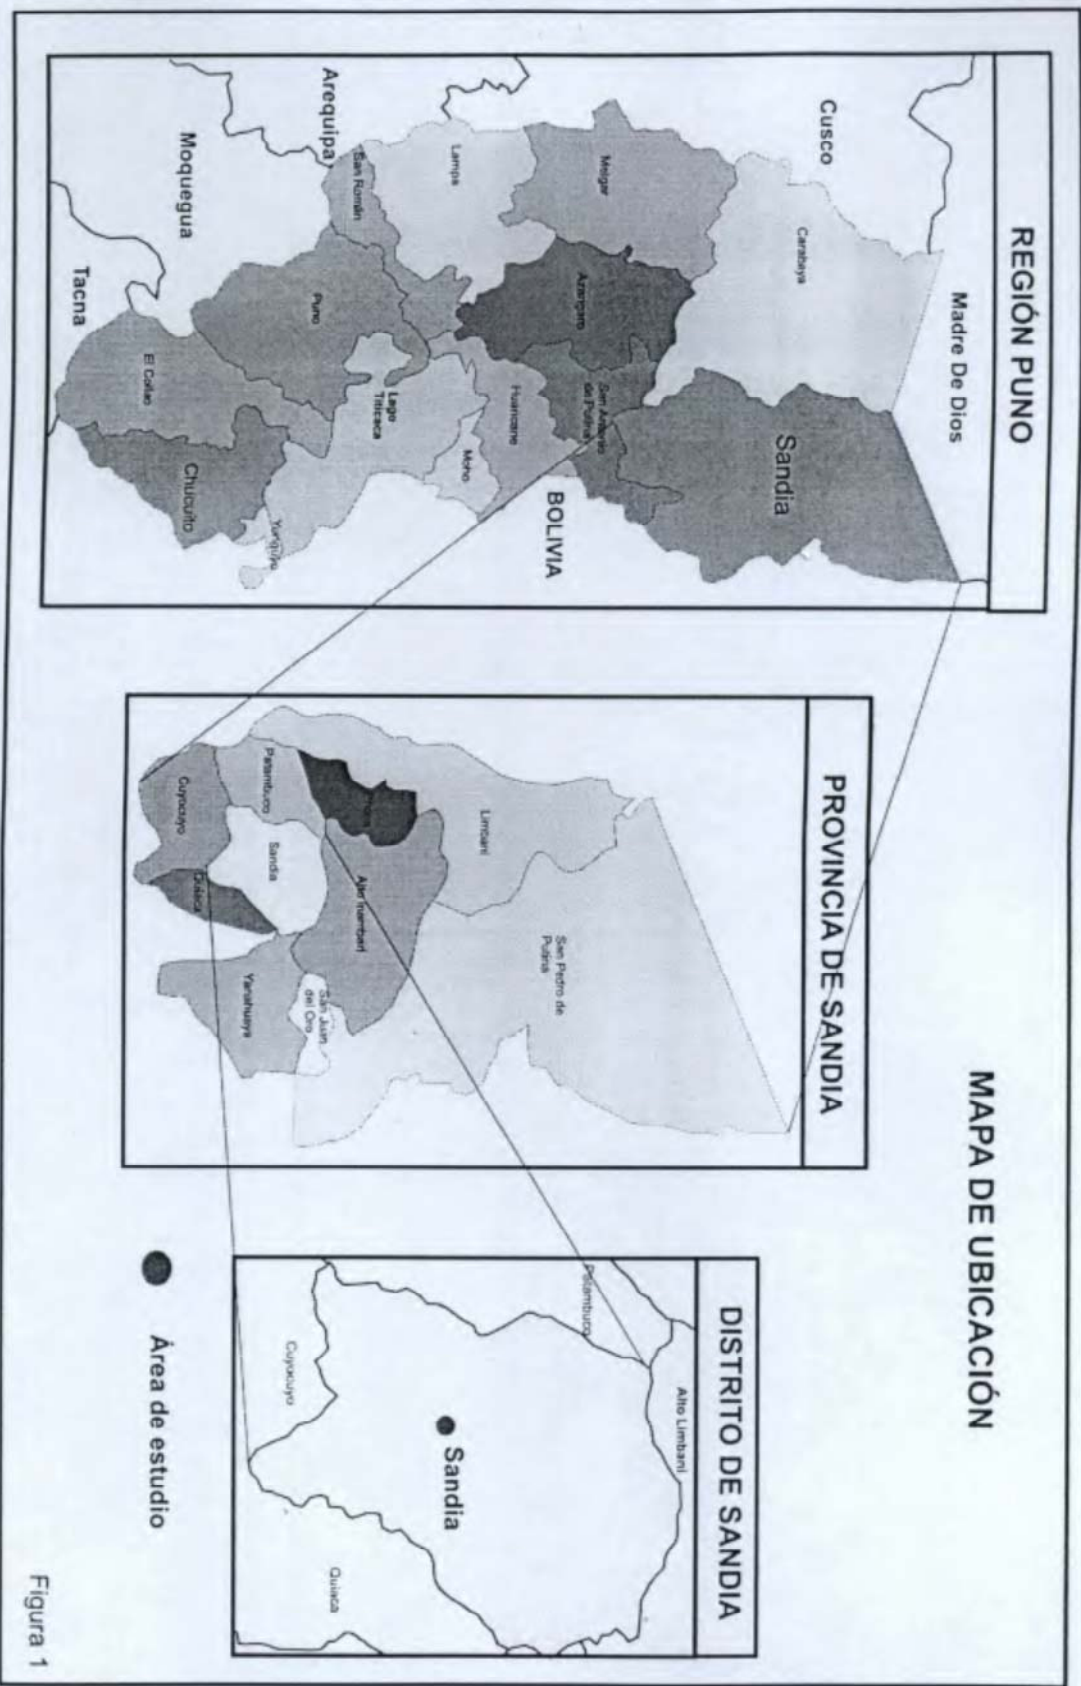 MAPA DE UBICACIÓN
REGIÓN PUNO
Madre De Dios
Cusco
Carabaya
Sandia
Melgar
Azangaro
San Antonio
de Putina
BOLIVIA
Lampa
Huancane
Moho
Arequipa
San Román
Lago
Titicaca
Puno
Moquegua
Yunguyo
El Collao
Chucuito
Tacna
PROVINCIA DE SANDIA
San Pedro de
Putina
Limbani
Alto Inambari
San Juan
del Oro
Patambuco
Sandia
Yanahuaya
Cuyocuyo
Quiaca
DISTRITO DE SANDIA
Alto Limbani
Patambuco
Sandia
Cuyocuyo
Quiaca
Área de estudio
Figura 1